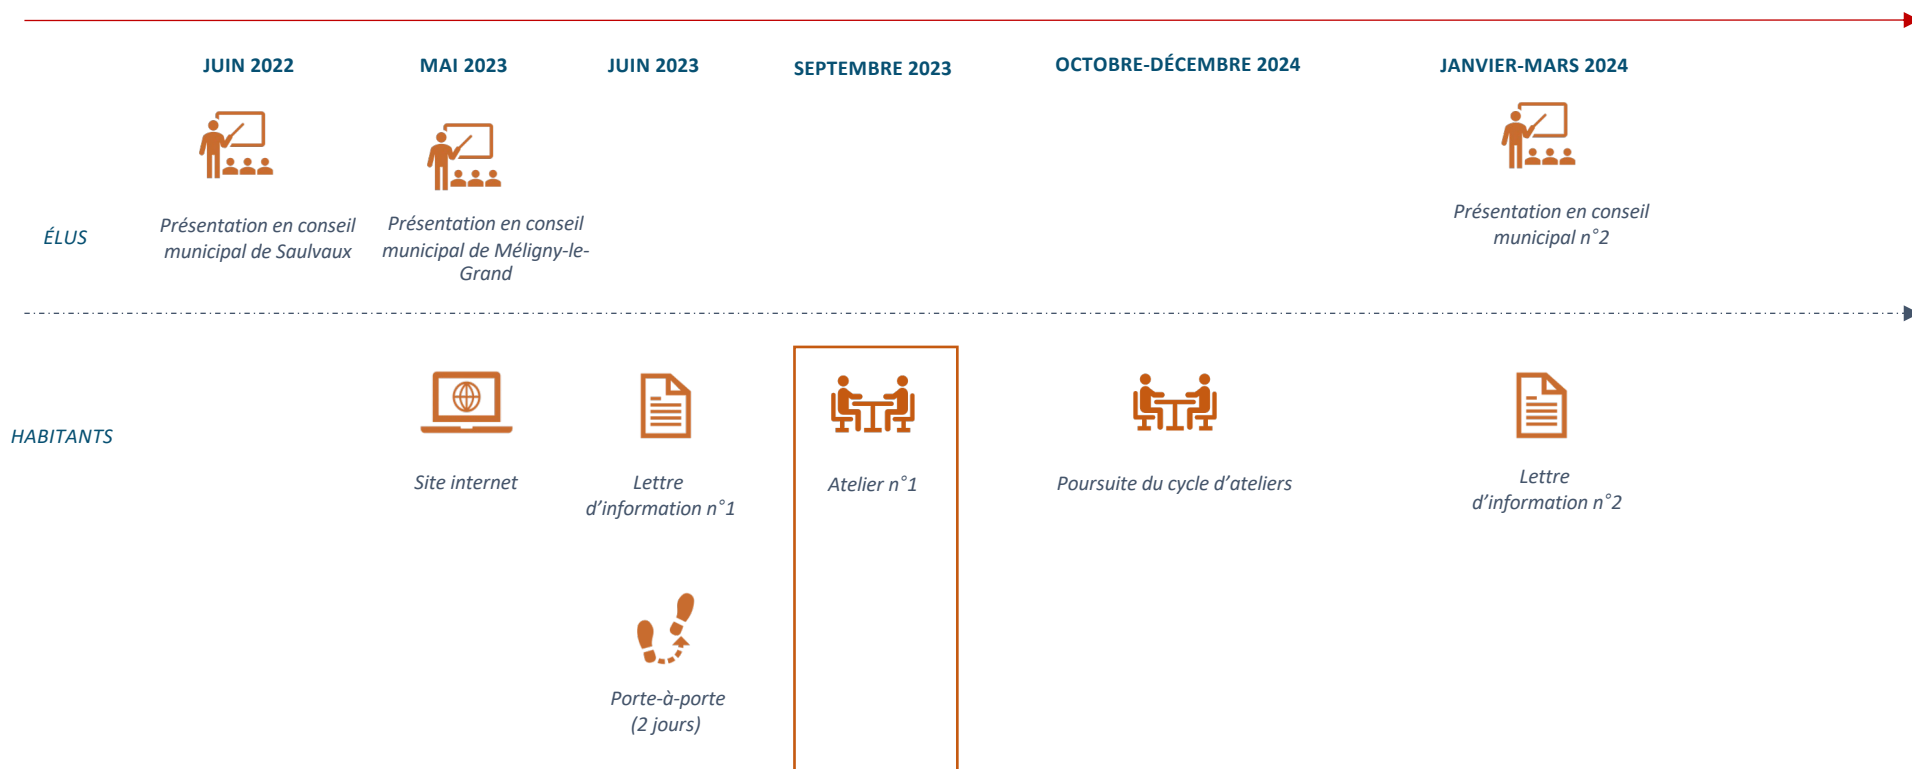 JUIN 2022
MAI 2023
JUIN 2023
SEPTEMBRE 2023
OCTOBRE-DÉCEMBRE 2024
JANVIER-MARS 2024
ÉLUS
Présentation en conseil
municipal de Saulvaux
Présentation en conseil
municipal de Méligny-le-
Grand
Présentation en conseil
municipal n°2
HABITANTS
Site internet
Lettre
d’information n°1
Atelier n°1
Poursuite du cycle d’ateliers
Lettre
d’information n°2
Porte-à-porte
(2 jours)